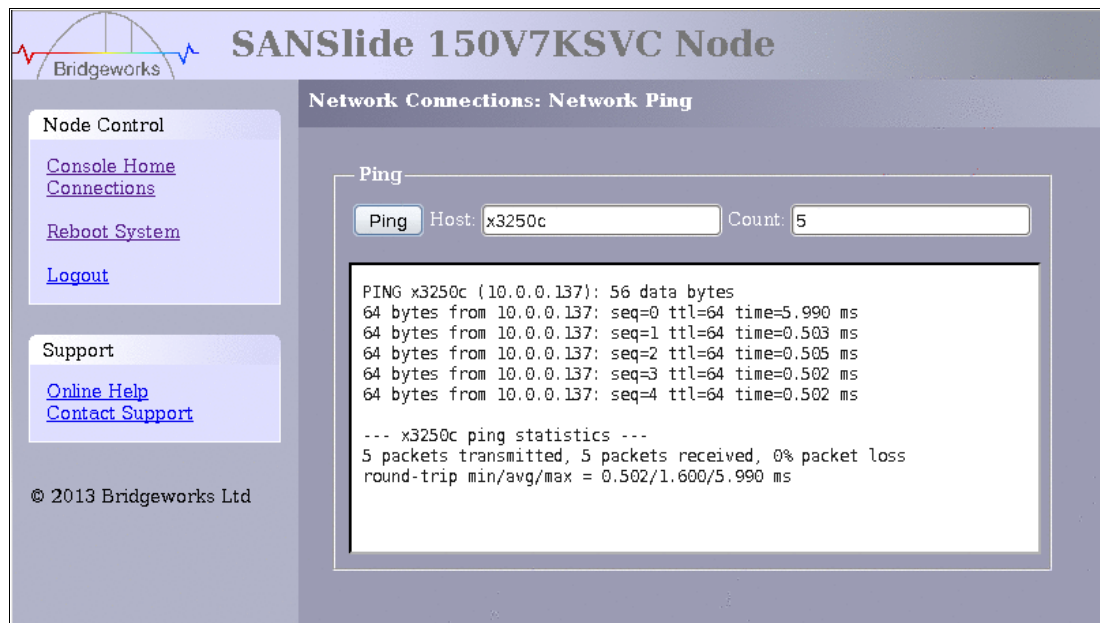 Bridgeworks
SANSlide 150V7KSVC Node
Network Connections: Network Ping
Node Control
Console Home
Connections
Reboot System
Logout
Support
Online Help
Contact Support
© 2013 Bridgeworks Ltd
Ping
Ping Host: x3250c Count: 5
PING x3250c (10.0.0.137): 56 data bytes
64 bytes from 10.0.0.137: seq=0 ttl=64 time=5.990 ms
64 bytes from 10.0.0.137: seq=1 ttl=64 time=0.503 ms
64 bytes from 10.0.0.137: seq=2 ttl=64 time=0.505 ms
64 bytes from 10.0.0.137: seq=3 ttl=64 time=0.502 ms
64 bytes from 10.0.0.137: seq=4 ttl=64 time=0.502 ms
--- x3250c ping statistics ---
5 packets transmitted, 5 packets received, 0% packet loss
round-trip min/avg/max = 0.502/1.600/5.990 ms